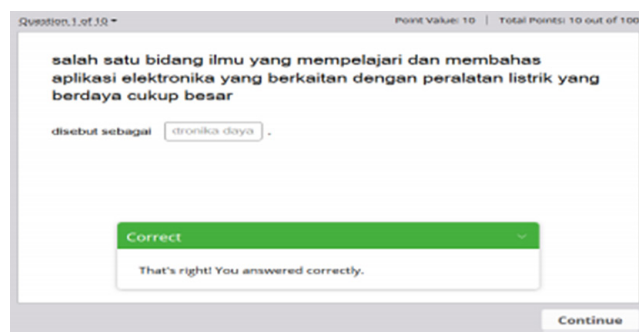 Question 1 of 10 Point Value: 10 | Total Points: 10 out of 100
salah satu bidang ilmu yang mempelajari dan membahas
aplikasi elektronika yang berkaitan dengan peralatan listrik yang
berdaya cukup besar
disebut sebagai ctronika daya .
Correct
That's right! You answered correctly.
Continue